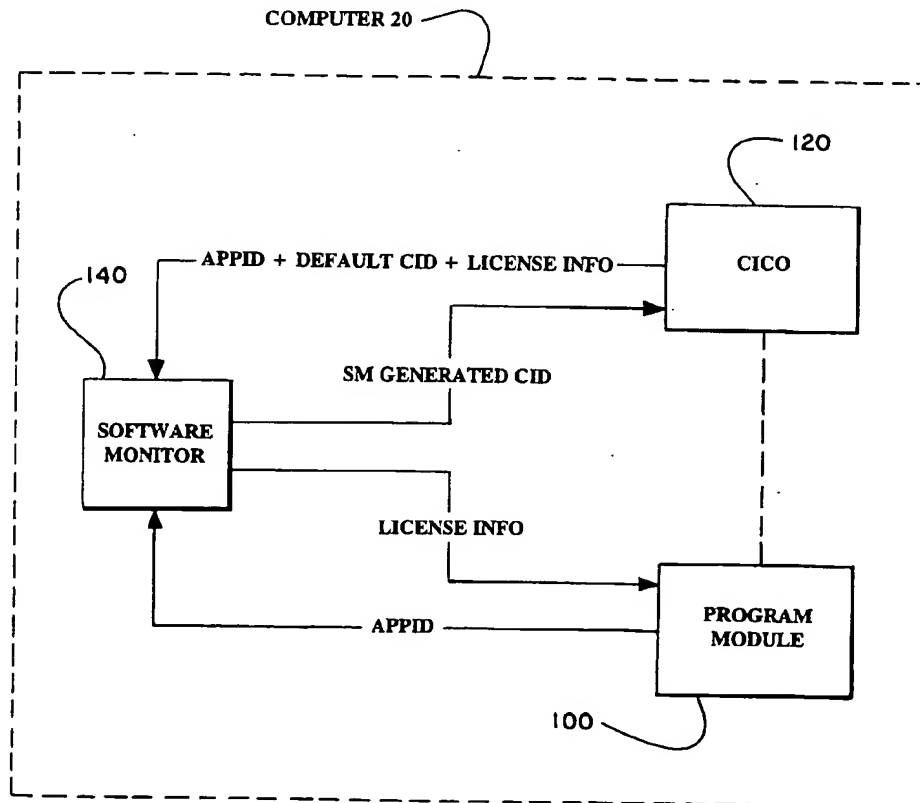 COMPUTER 20
120
CICO
APPID + DEFAULT CID + LICENSE INFO
140
SM GENERATED CID
SOFTWARE
MONITOR
LICENSE INFO
PROGRAM
MODULE
APPID
100